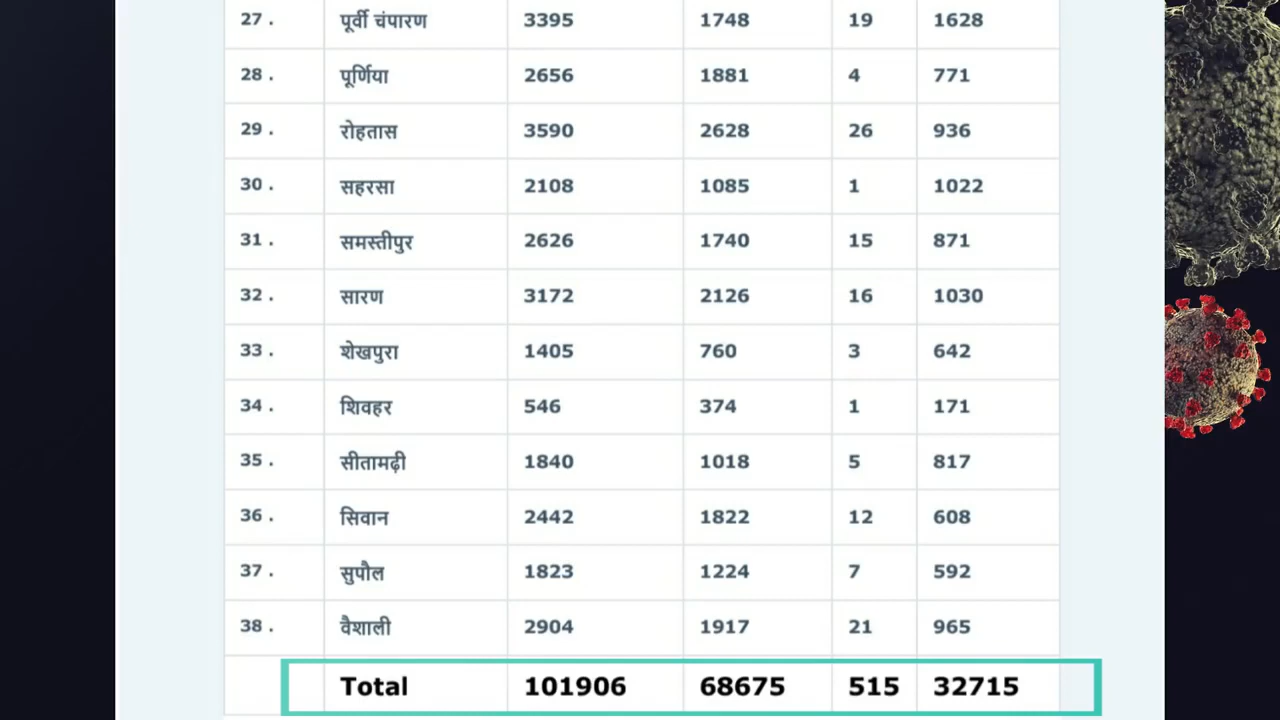 27 . पूर्वी चंपारण 3395 1748 19 1628
28 . पूर्णिया 2656 1881 4 771
29 . रोहतास 3590 2628 26 936
30 . सहरसा 2108 1085 1 1022
31 . समस्तीपुर 2626 1740 15 871
32 . सारण 3172 2126 16 1030
33 . शेखपुरा 1405 760 3 642
34 . शिवहर 546 374 1 171
35 . सीतामढ़ी 1840 1018 5 817
36 . सिवान 2442 1822 12 608
37 . सुपौल 1823 1224 7 592
38 . वैशाली 2904 1917 21 965
Total 101906 68675 515 32715